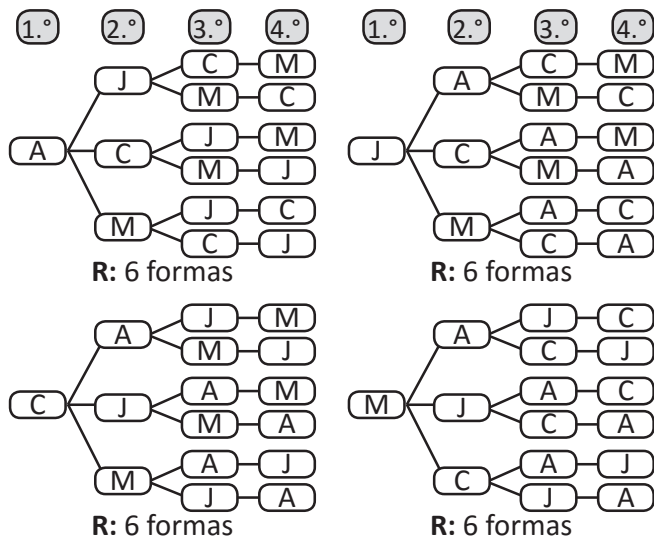 1.° 2.° 3.° 4.°
J C M
M C
A C J M
M J
M J C
C J
R: 6 formas
1.° 2.° 3.° 4.°
A C M
M C
J C A M
M A
M A C
C A
R: 6 formas
A J M
M J
C J A M
M A
M A J
J A
R: 6 formas
A J C
C J
M J A C
C A
C A J
J A
R: 6 formas